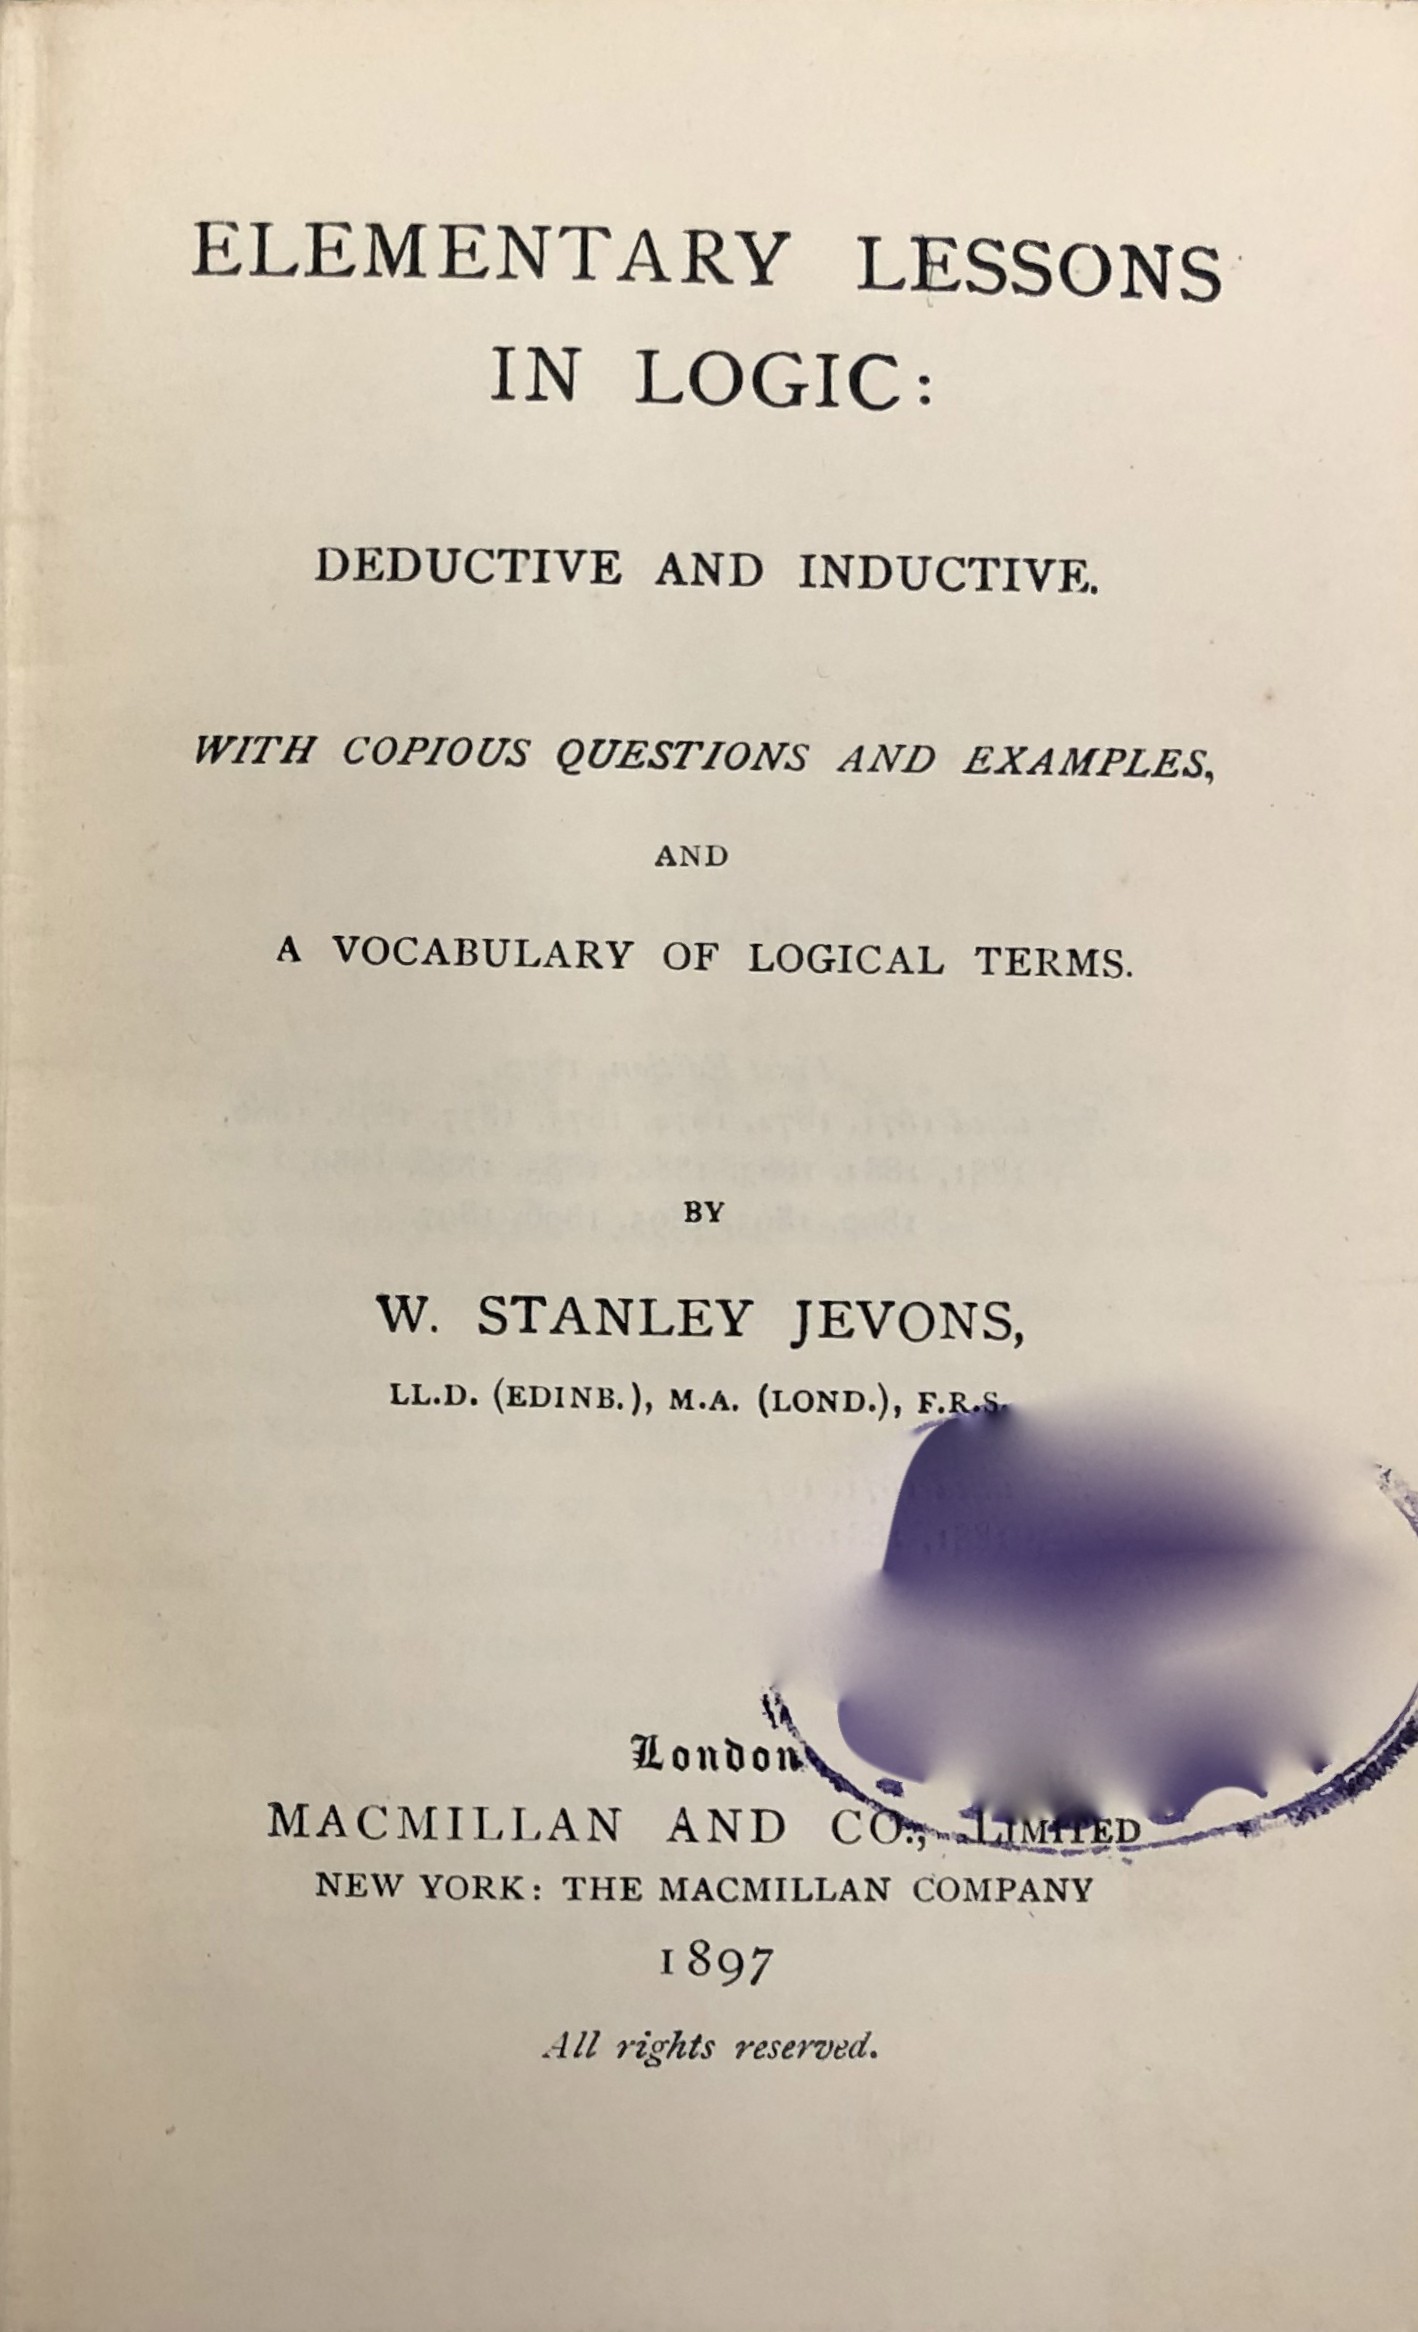 ELEMENTARY LESSONS
IN LOGIC:
DEDUCTIVE AND INDUCTIVE.
WITH COPIOUS QUESTIONS AND EXAMPLES,
AND
A VOCABULARY OF LOGICAL TERMS.
BY
W. STANLEY JEVONS,
LL.D. (EDINB.), M.A. (LOND.), F.R.S.
London
MACMILLAN AND CO., LIMITED
NEW YORK: THE MACMILLAN COMPANY
1897
All rights reserved.